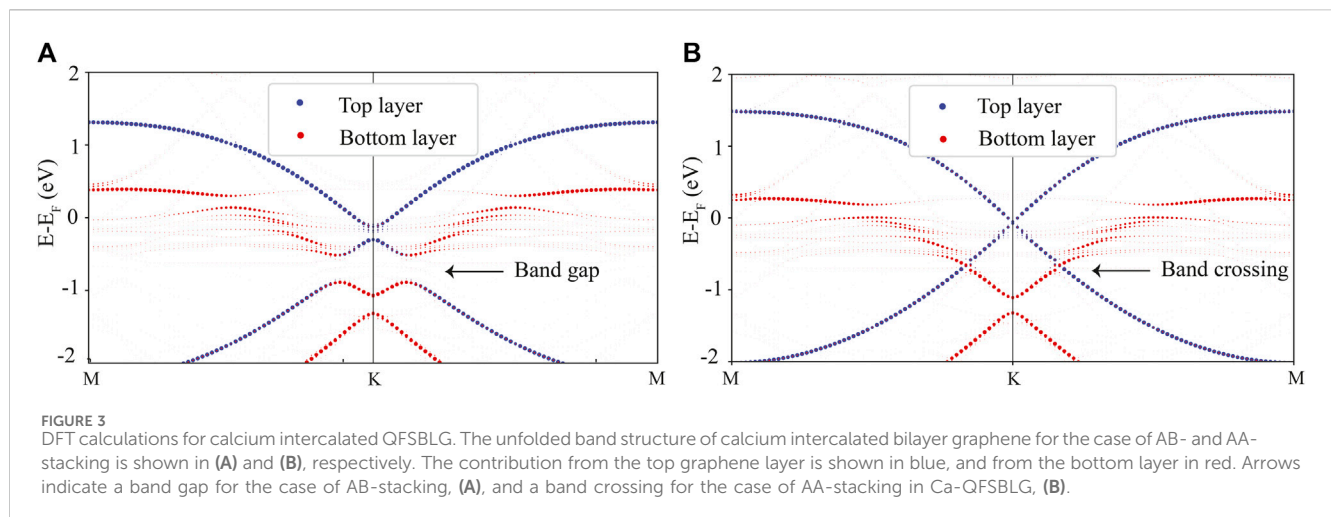 A
B
2
1
0
-1
-2
E-E_F (eV)
Top layer
Bottom layer
Band gap
M
K
M
2
1
0
-1
-2
E-E_F (eV)
Top layer
Bottom layer
Band crossing
M
K
M
FIGURE 3
DFT calculations for calcium intercalated QFSBLG. The unfolded band structure of calcium intercalated bilayer graphene for the case of AB- and AA-
stacking is shown in (A) and (B), respectively. The contribution from the top graphene layer is shown in blue, and from the bottom layer in red. Arrows
indicate a band gap for the case of AB-stacking, (A), and a band crossing for the case of AA-stacking in Ca-QFSBLG, (B).